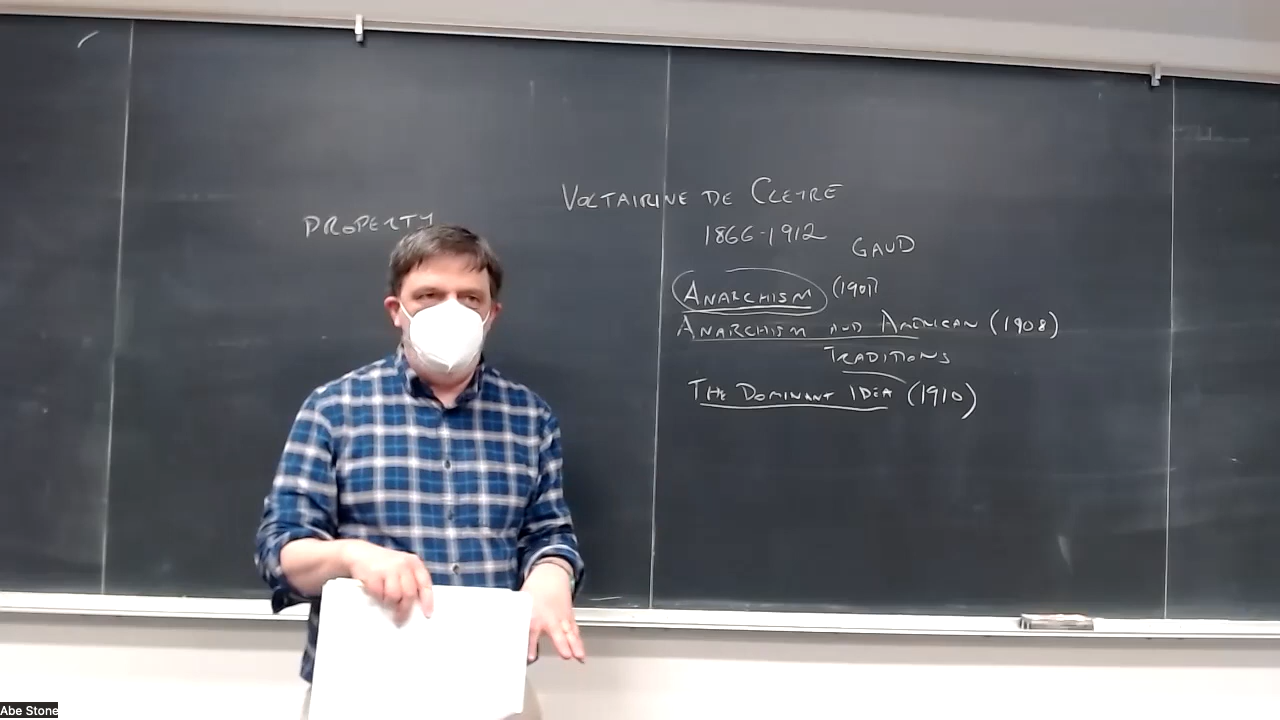 PROPERTY
VOLTAIRINE DE CLEYRE
1866-1912
GAUD
ANARCHISM (1901)
ANARCHISM AND AMERICAN (1908)
TRADITIONS
THE DOMINANT IDEA (1910)
Abe Stone